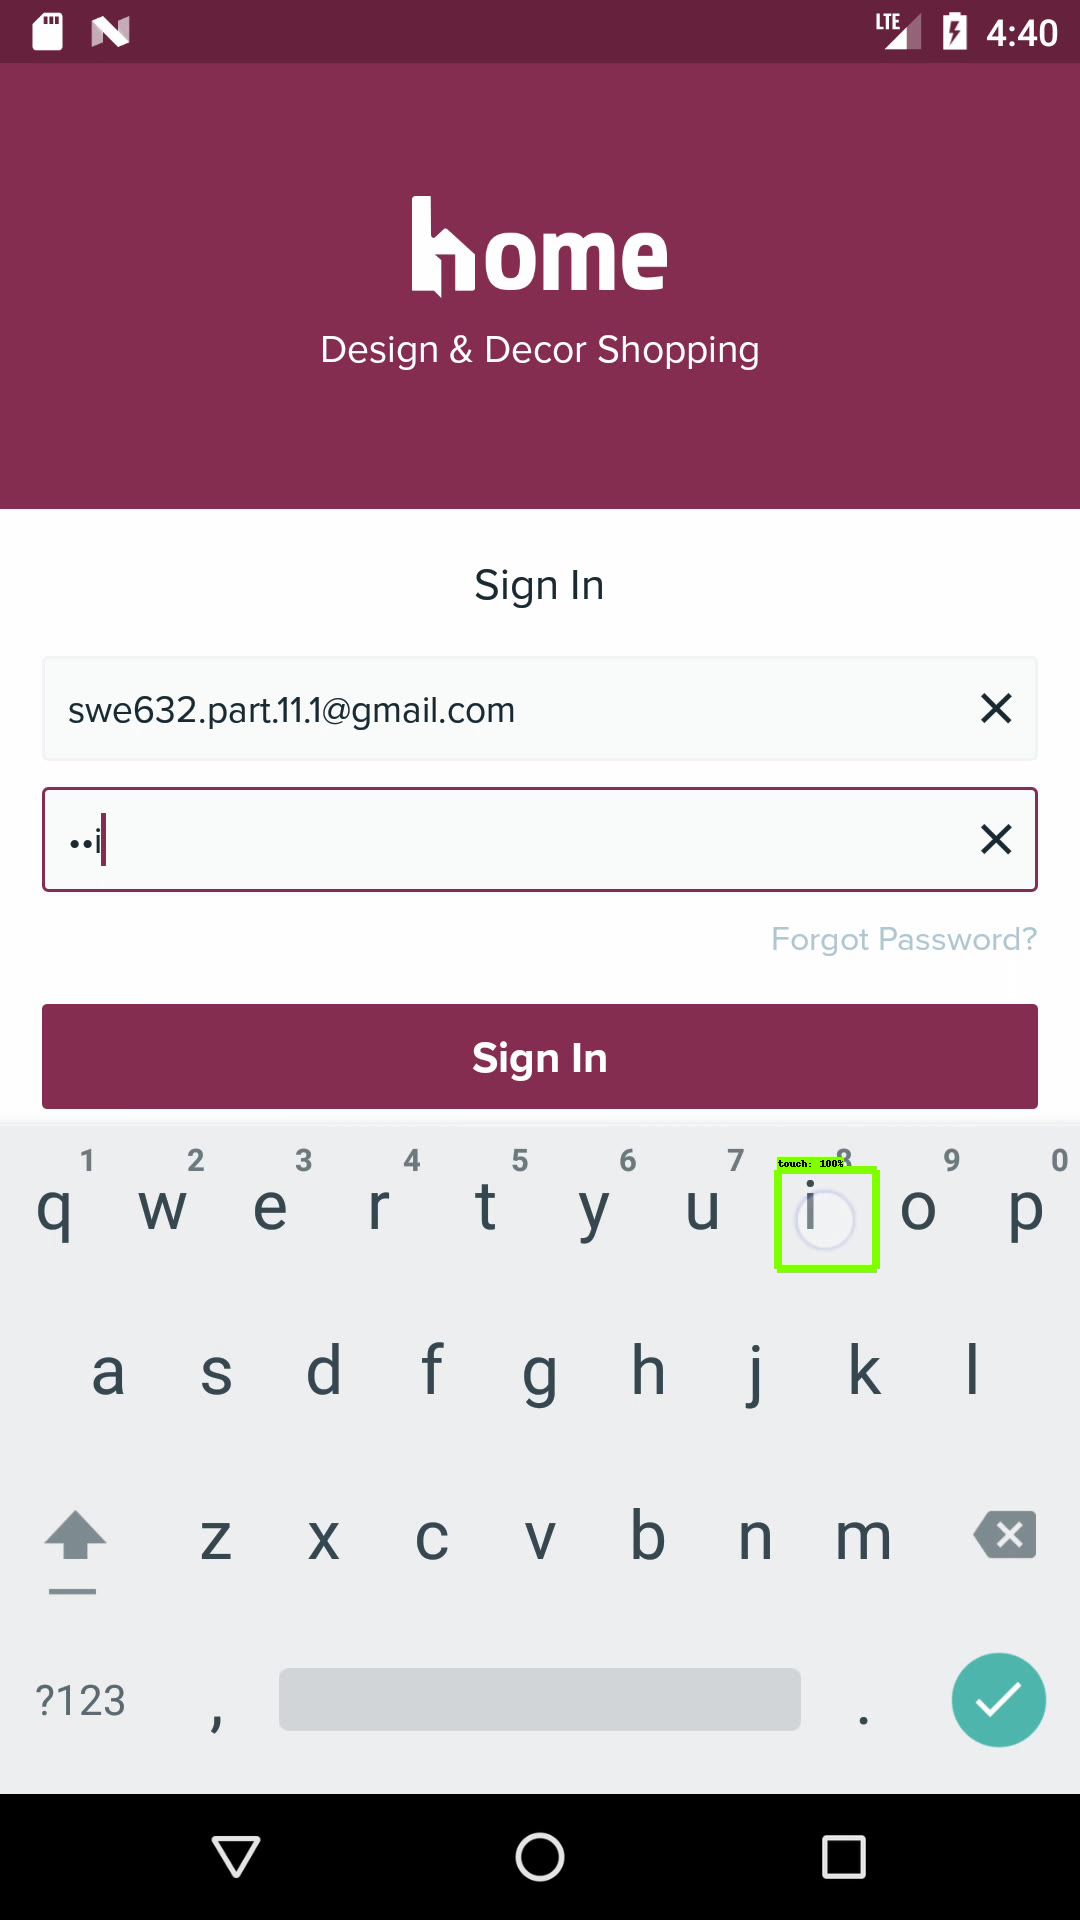 LTE 4:40
home
Design & Decor Shopping
Sign In
swe632.part.11.1@gmail.com
••i
Forgot Password?
Sign In
1 2 3 4 5 6 7 8 9 0
touch: 100%
q w e r t y u i o p
a s d f g h j k l
z x c v b n m
?123 , .